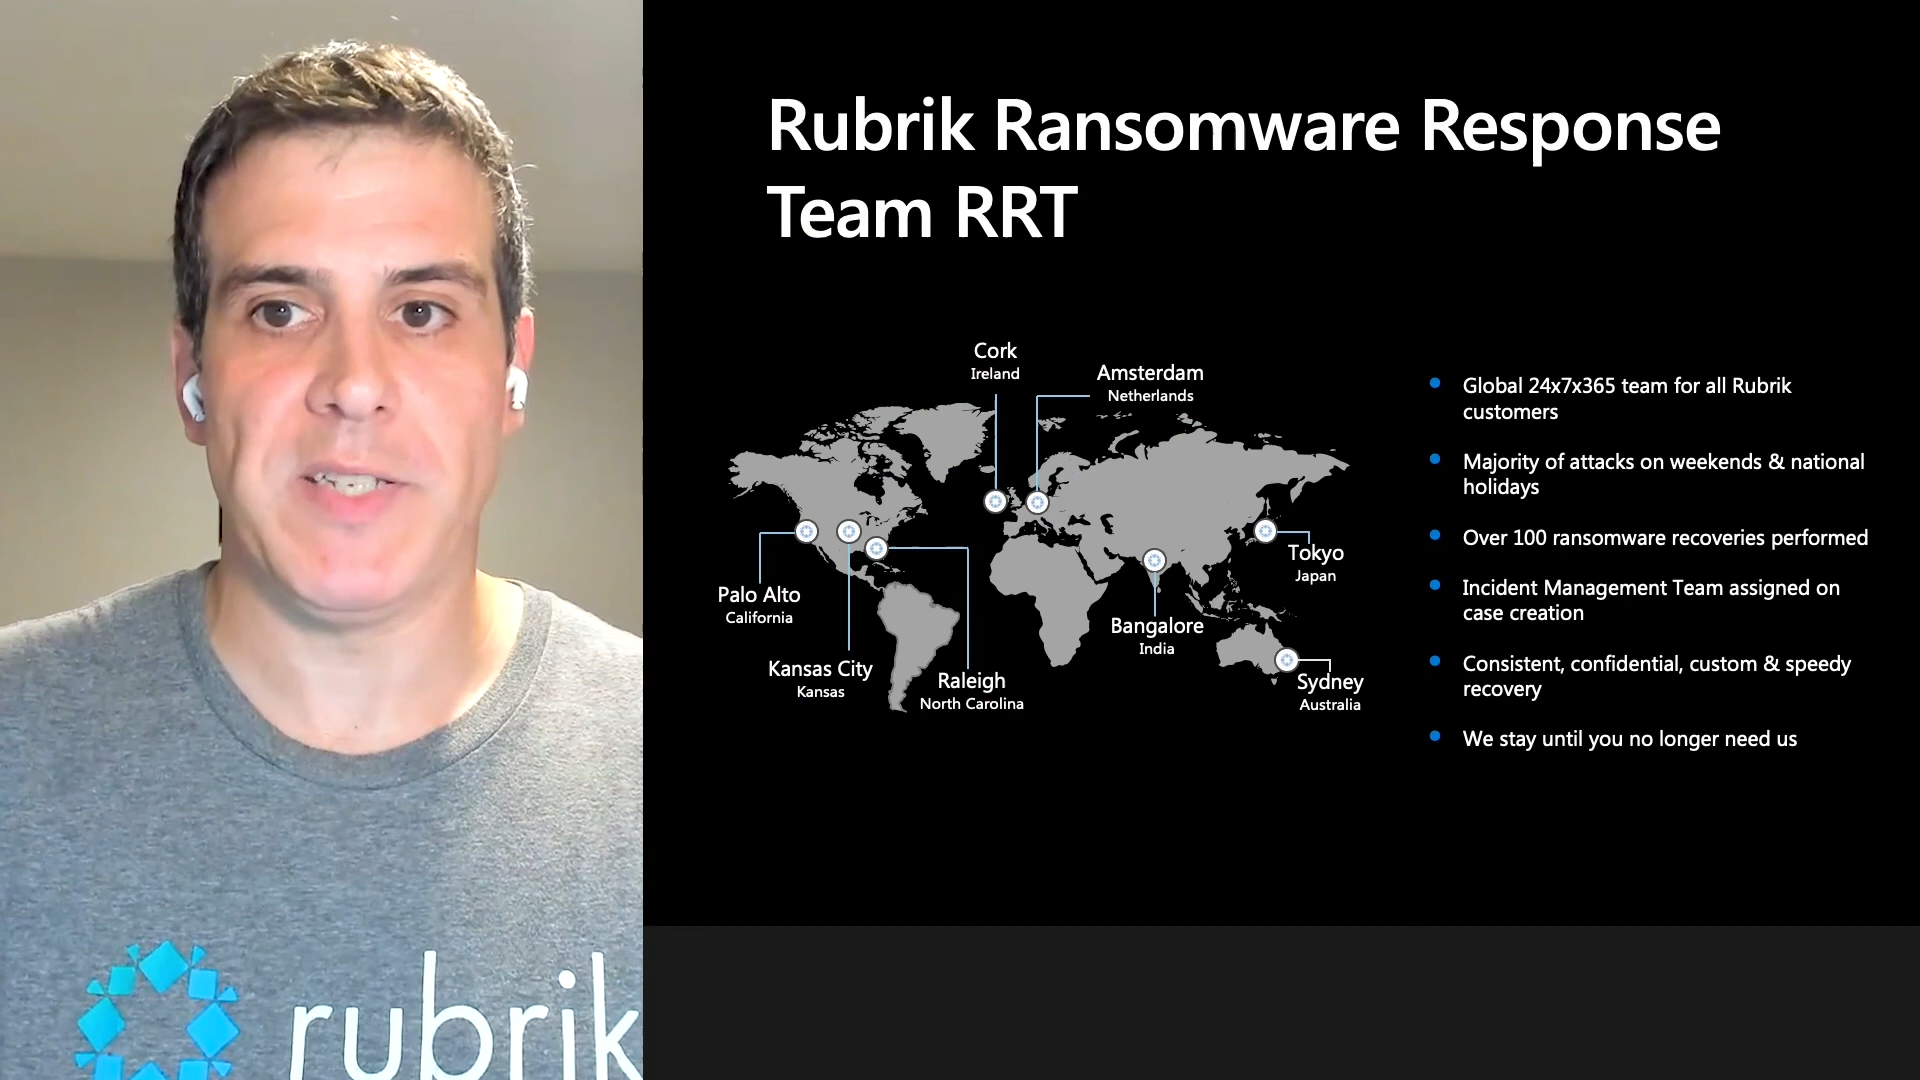 Rubrik Ransomware Response
Team RRT
Cork
Ireland
Amsterdam
Netherlands
Palo Alto
California
Kansas City
Kansas
Raleigh
North Carolina
Bangalore
India
Tokyo
Japan
Sydney
Australia
Global 24x7x365 team for all Rubrik
customers
Majority of attacks on weekends & national
holidays
Over 100 ransomware recoveries performed
Incident Management Team assigned on
case creation
Consistent, confidential, custom & speedy
recovery
We stay until you no longer need us
rubrik